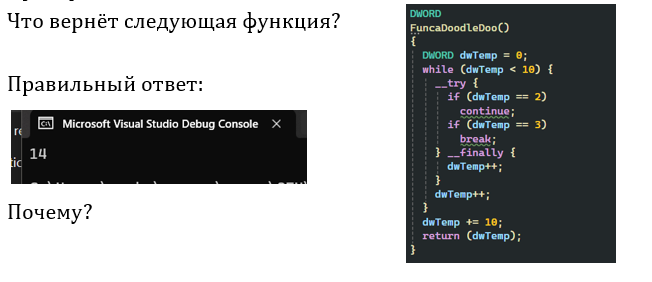 Что вернёт следующая функция?
Правильный ответ:
re
Microsoft Visual Studio Debug Console
14
Почему?
DWORD
FuncaDoodleDoo()
{
DWORD dwTemp = 0;
while (dwTemp < 10) {
__try {
if (dwTemp == 2)
continue;
if (dwTemp == 3)
break;
} __finally {
dwTemp++;
}
dwTemp++;
}
dwTemp += 10;
return (dwTemp);
}